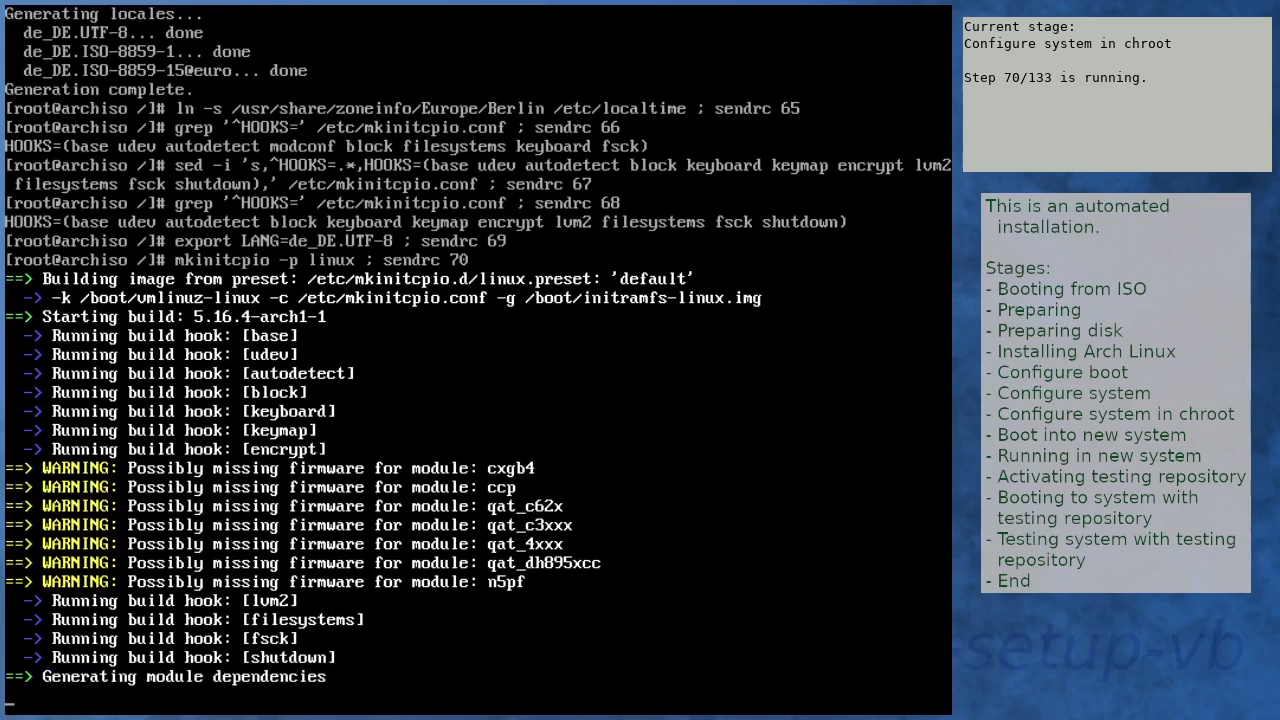 Generating locales...
  de_DE.UTF-8... done
  de_DE.ISO-8859-1... done
  de_DE.ISO-8859-15@euro... done
Generation complete.
[root@archiso /]# ln -s /usr/share/zoneinfo/Europe/Berlin /etc/localtime ; sendrc 65
[root@archiso /]# grep '^HOOKS=' /etc/mkinitcpio.conf ; sendrc 66
HOOKS=(base udev autodetect modconf block filesystems keyboard fsck)
[root@archiso /]# sed -i 's,^HOOKS=.*,HOOKS=(base udev autodetect block keyboard keymap encrypt lvm2
 filesystems fsck shutdown),' /etc/mkinitcpio.conf ; sendrc 67
[root@archiso /]# grep '^HOOKS=' /etc/mkinitcpio.conf ; sendrc 68
HOOKS=(base udev autodetect block keyboard keymap encrypt lvm2 filesystems fsck shutdown)
[root@archiso /]# export LANG=de_DE.UTF-8 ; sendrc 69
[root@archiso /]# mkinitcpio -p linux ; sendrc 70
==> Building image from preset: /etc/mkinitcpio.d/linux.preset: 'default'
  -> -k /boot/vmlinuz-linux -c /etc/mkinitcpio.conf -g /boot/initramfs-linux.img
==> Starting build: 5.16.4-arch1-1
  -> Running build hook: [base]
  -> Running build hook: [udev]
  -> Running build hook: [autodetect]
  -> Running build hook: [block]
  -> Running build hook: [keyboard]
  -> Running build hook: [keymap]
  -> Running build hook: [encrypt]
==> WARNING: Possibly missing firmware for module: cxgb4
==> WARNING: Possibly missing firmware for module: ccp
==> WARNING: Possibly missing firmware for module: qat_c62x
==> WARNING: Possibly missing firmware for module: qat_c3xxx
==> WARNING: Possibly missing firmware for module: qat_4xxx
==> WARNING: Possibly missing firmware for module: qat_dh895xcc
==> WARNING: Possibly missing firmware for module: n5pf
  -> Running build hook: [lvm2]
  -> Running build hook: [filesystems]
  -> Running build hook: [fsck]
  -> Running build hook: [shutdown]
==> Generating module dependencies
_
Current stage:
Configure system in chroot
Step 70/133 is running.
This is an automated
installation.
Stages:
- Booting from ISO
- Preparing
- Preparing disk
- Installing Arch Linux
- Configure boot
- Configure system
- Configure system in chroot
- Boot into new system
- Running in new system
- Activating testing repository
- Booting to system with
testing repository
- Testing system with testing
repository
- End
setup-vb